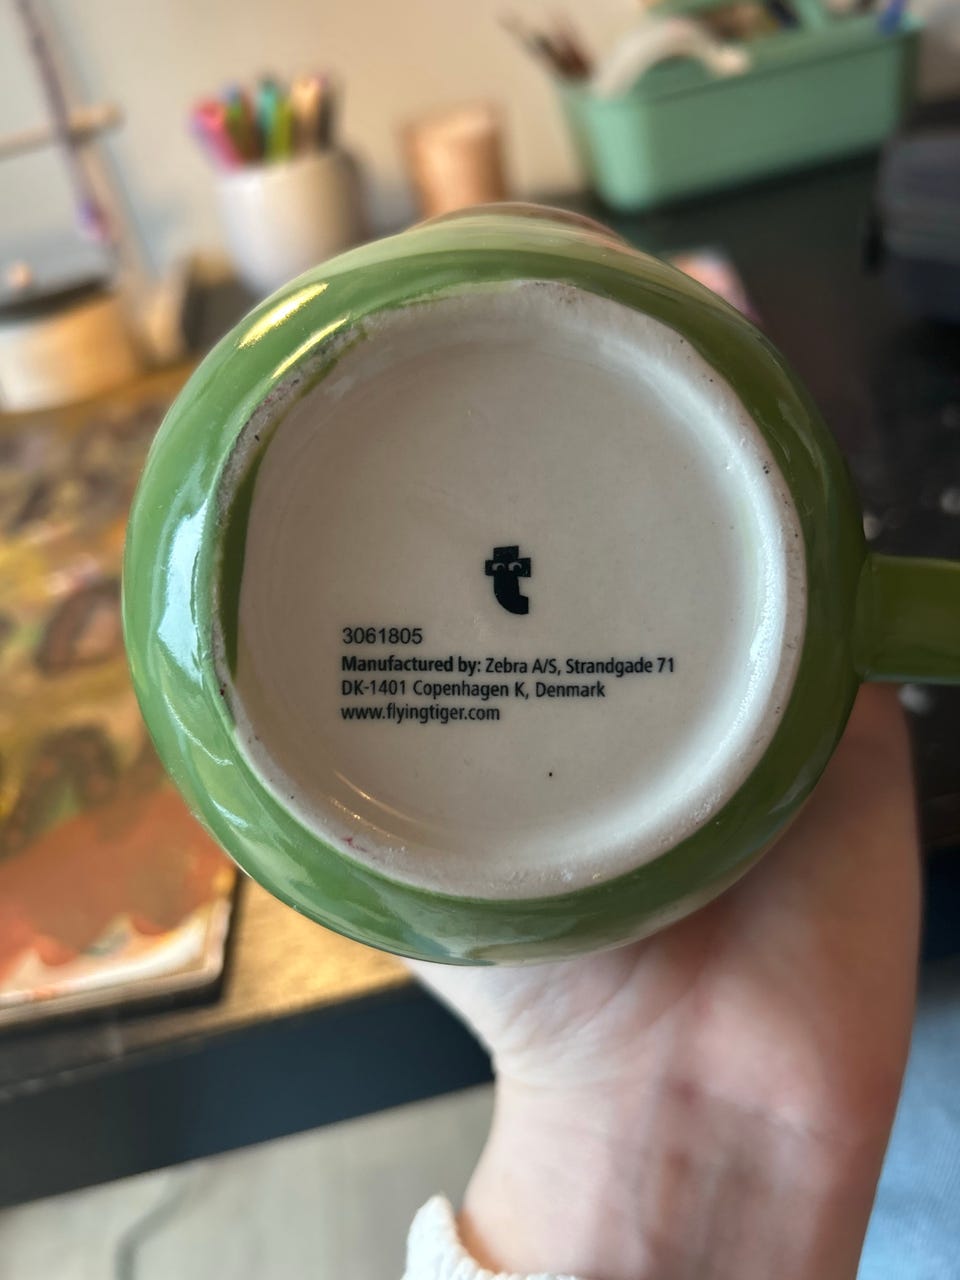 3061805
Manufactured by: Zebra A/S, Strandgade 71
DK-1401 Copenhagen K, Denmark
www.flyingtiger.com